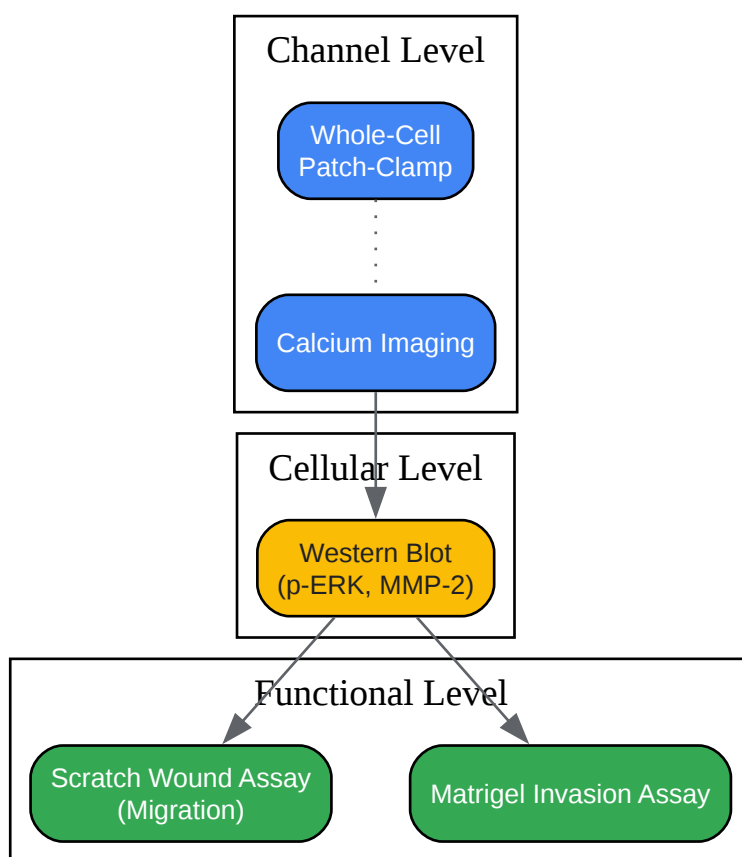 Channel Level
Whole-Cell
Patch-Clamp
Calcium Imaging
Cellular Level
Western Blot
(p-ERK, MMP-2)
Functional Level
Scratch Wound Assay
(Migration)
Matrigel Invasion Assay